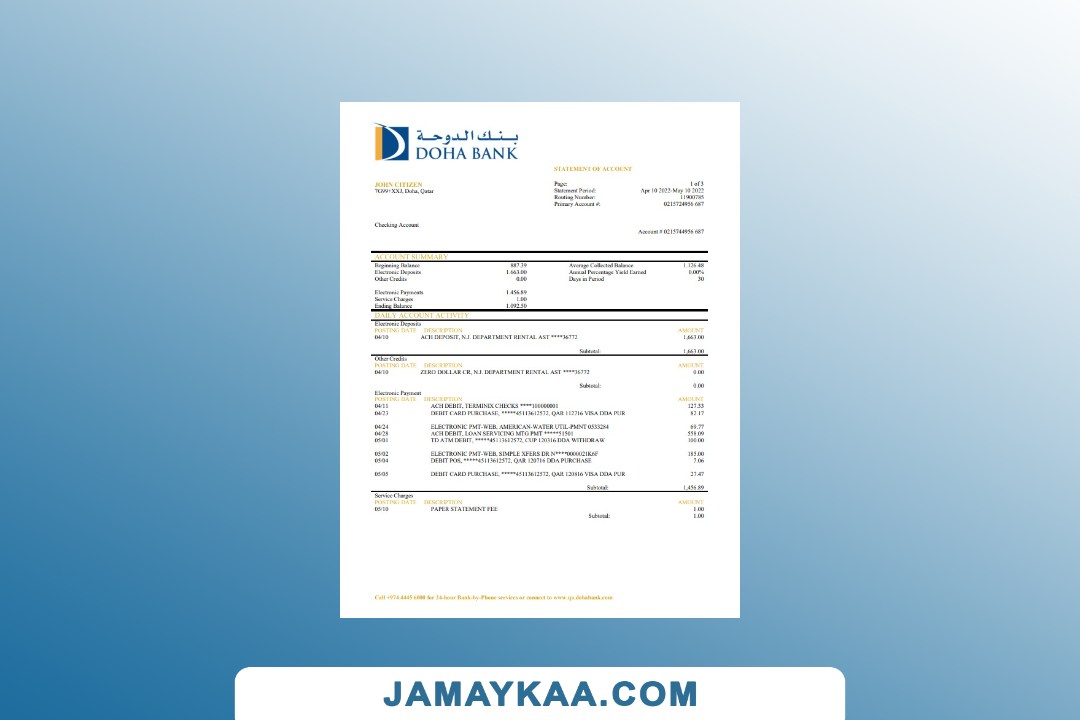 بنك الدوحة
DOHA BANK
STATEMENT OF ACCOUNT
JOHN CITIZEN
7G99+XXJ, Doha, Qatar
Page: 1 of 3
Statement Period: Apr 10 2022-May 10 2022
Routing Number: 11900785
Primary Account #: 0215724956 687
Checking Account
Account # 0215744956 687
ACCOUNT SUMMARY
Beginning Balance 887.39 Average Collected Balance 1.126.48
Electronic Deposits 1.663.00 Annual Percentage Yield Earned 0.00%
Other Credits 0.00 Days in Period 30
Electronic Payments 1.456.89
Service Charges 1.00
Ending Balance 1.092.50
DAILY ACCOUNT AUTIVITY
Electronic Deposits
POSTING DATE DESCRIPTION AMOUNT
04/10 ACH DEPOSIT, N.J. DEPARTMENT RENTAL AST ****36772 1,663.00
Subtotal: 1,663.00
Other Credits
POSTING DATE DESCRIPTION AMOUNT
04/10 ZERO DOLLAR CR, N.J. DEPARTMENT RENTAL AST ****36772 0.00
Subtotal: 0.00
Electronic Payment
POSTING DATE DESCRIPTION AMOUNT
04/11 ACH DEBIT, TERMINIX CHECKS ****100000001 127.33
04/23 DEBIT CARD PURCHASE, *****45113612572, QAR 112716 VISA DDA PUR 82.17
04/24 ELECTRONIC PMT-WEB, AMERICAN-WATER UTIL-PMNT 0333284 69.77
04/28 ACH DEBIT, LOAN SERVICING MTG PMT *****51501 558.09
05/01 TD ATM DEBIT, *****45113612572, CUP 120316 DDA WITHDRAW 100.00
05/02 ELECTRONIC PMT-WEB, SIMPLE XFERS DR N****0000021K6F 185.00
05/04 DEBIT POS, *****45113612572, QAR 120716 DDA PURCHASE 7.06
05/05 DEBIT CARD PURCHASE, *****45113612572, QAR 120816 VISA DDA PUR 27.47
Subtotal: 1,456.89
Service Charges
POSTING DATE DESCRIPTION AMOUNT
05/10 PAPER STATEMENT FEE 1.00
Subtotal: 1.00
Call +974 4445 6000 for 24-hour Bank-by-Phone services or connect to www.qa.dohabank.com
JAMAYKAA.COM